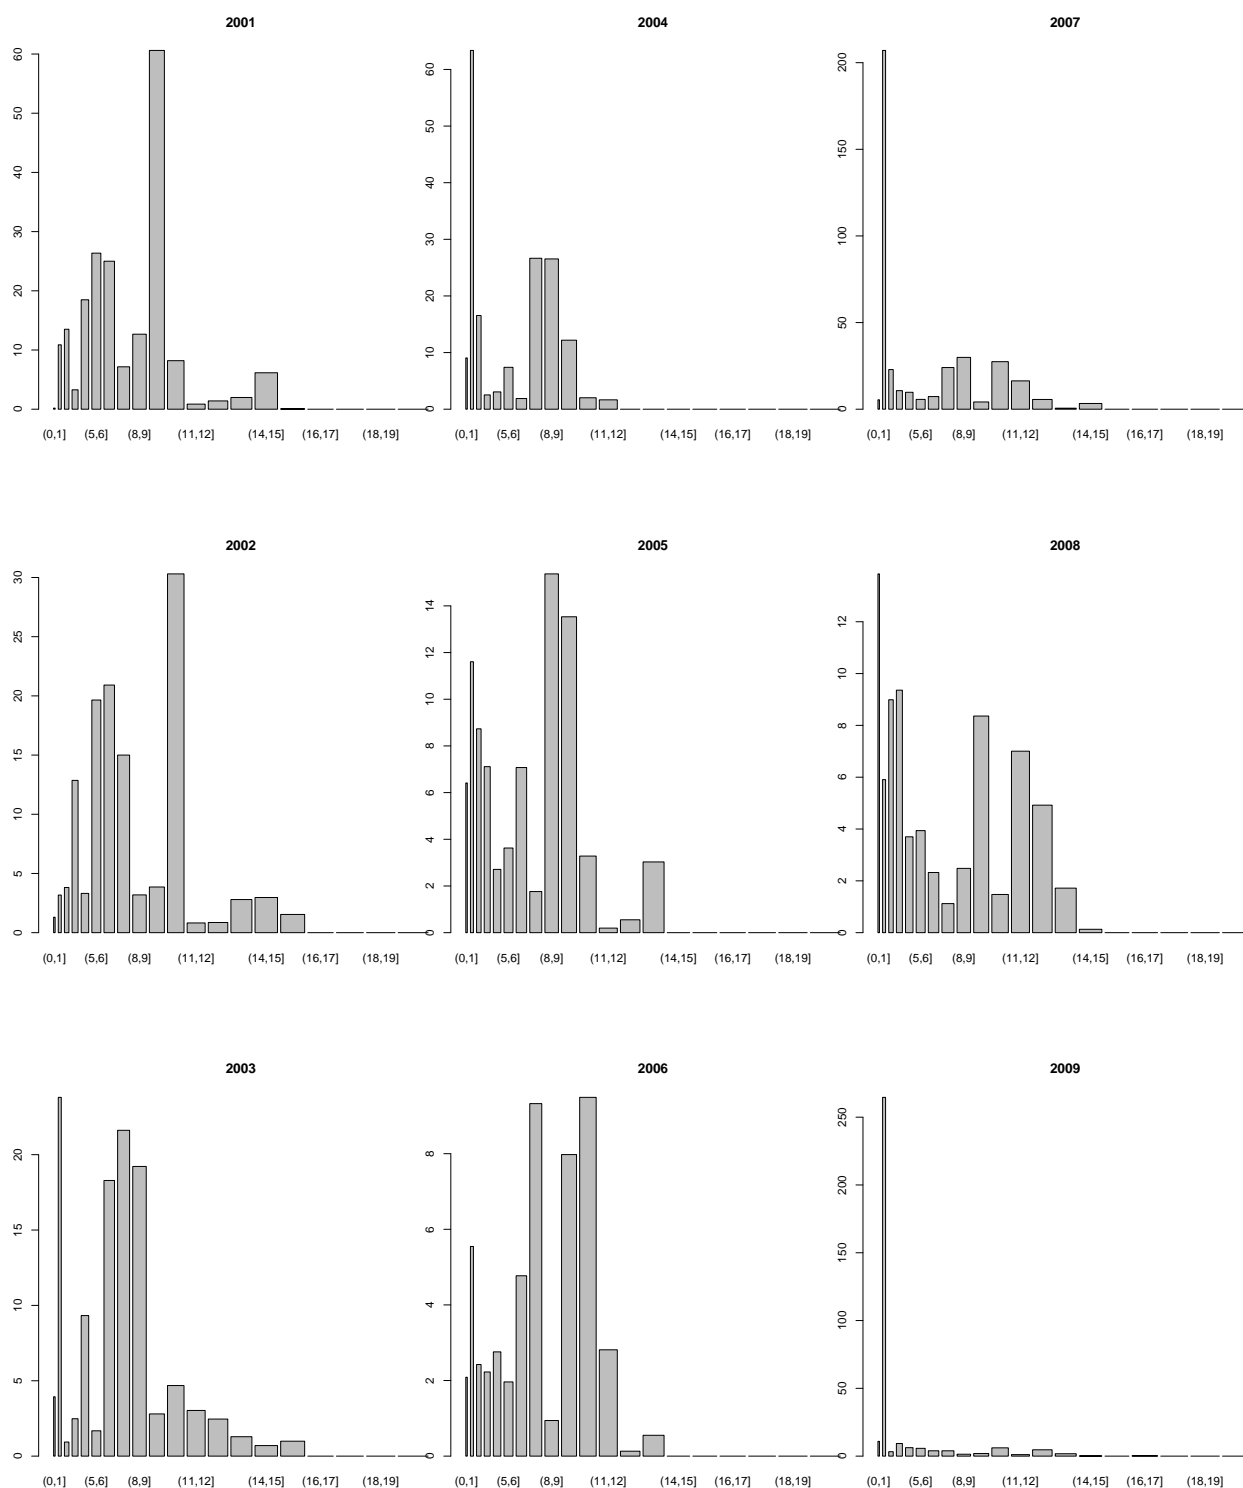 2001
2004
2007
0 10 20 30 40 50 60
0 10 20 30 40 50 60
0 50 100 150 200
(0,1] (5,6] (8,9] (11,12] (14,15] (16,17] (18,19]
(0,1] (5,6] (8,9] (11,12] (14,15] (16,17] (18,19]
(0,1] (5,6] (8,9] (11,12] (14,15] (16,17] (18,19]
2002
2005
2008
0 5 10 15 20 25 30
0 2 4 6 8 10 12 14
0 2 4 6 8 10 12
(0,1] (5,6] (8,9] (11,12] (14,15] (16,17] (18,19]
(0,1] (5,6] (8,9] (11,12] (14,15] (16,17] (18,19]
(0,1] (5,6] (8,9] (11,12] (14,15] (16,17] (18,19]
2003
2006
2009
0 5 10 15 20
0 2 4 6 8
0 50 100 150 200 250
(0,1] (5,6] (8,9] (11,12] (14,15] (16,17] (18,19]
(0,1] (5,6] (8,9] (11,12] (14,15] (16,17] (18,19]
(0,1] (5,6] (8,9] (11,12] (14,15] (16,17] (18,19]